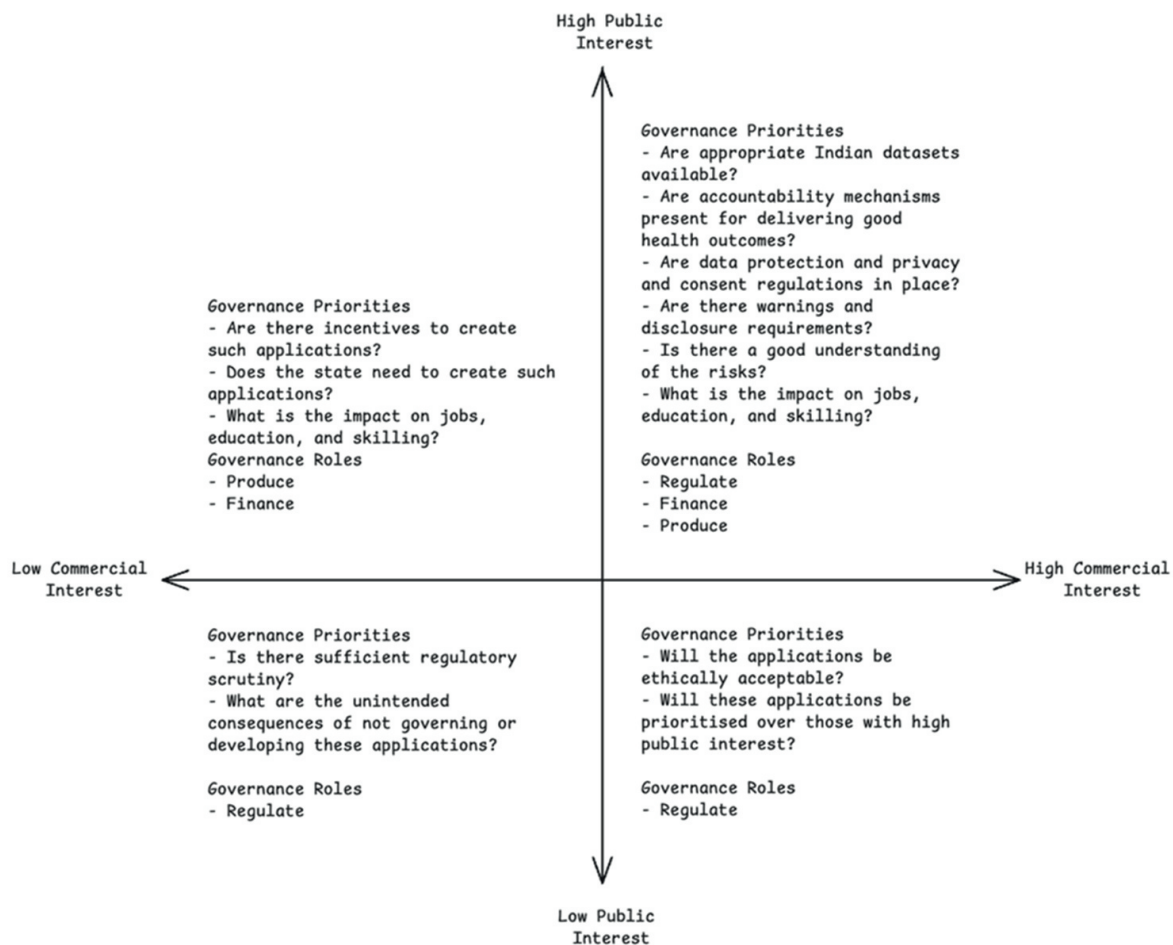 High Public
Interest
Governance Priorities
- Are appropriate Indian datasets
available?
- Are accountability mechanisms
present for delivering good
health outcomes?
- Are data protection and privacy
and consent regulations in place?
- Are there warnings and
disclosure requirements?
- Is there a good understanding
of the risks?
- What is the impact on jobs,
education, and skilling?
Governance Roles
- Regulate
- Finance
- Produce
Governance Priorities
- Are there incentives to create
such applications?
- Does the state need to create such
applications?
- What is the impact on jobs,
education, and skilling?
Governance Roles
- Produce
- Finance
Low Commercial
Interest
High Commercial
Interest
Governance Priorities
- Is there sufficient regulatory
scrutiny?
- What are the unintended
consequences of not governing or
developing these applications?
Governance Roles
- Regulate
Governance Priorities
- Will the applications be
ethically acceptable?
- Will these applications be
prioritised over those with high
public interest?
Governance Roles
- Regulate
Low Public
Interest